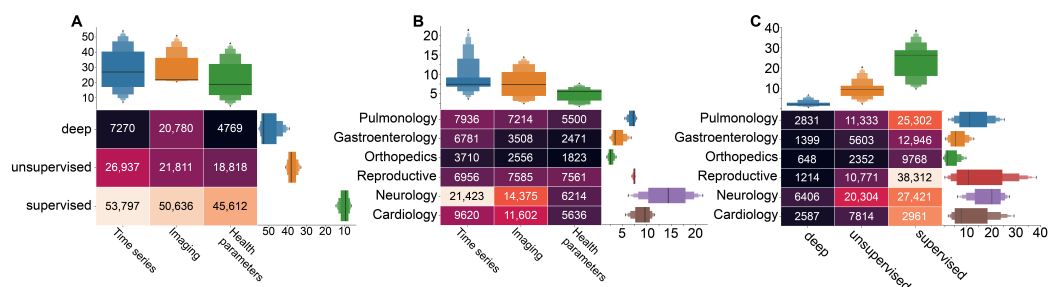 A
50
40
30
20
10
deep 7270 20,780 4769
unsupervised 26,937 21,811 18,818
supervised 53,797 50,636 45,612
50 40 30 20 10
Time series Imaging Health parameters
B
20
15
10
5
Pulmonology 7936 7214 5500
Gastroenterology 6781 3508 2471
Orthopedics 3710 2556 1823
Reproductive 6956 7585 7561
Neurology 21,423 14,375 6214
Cardiology 9620 11,602 5636
5 10 15 20
Time series Imaging Health parameters
C
40
30
20
10
Pulmonology 2831 11,333 25,302
Gastroenterology 1399 5603 12,946
Orthopedics 648 2352 9768
Reproductive 1214 10,771 38,312
Neurology 6406 20,304 27,421
Cardiology 2587 7814 2961
10 20 30 40
deep unsupervised supervised